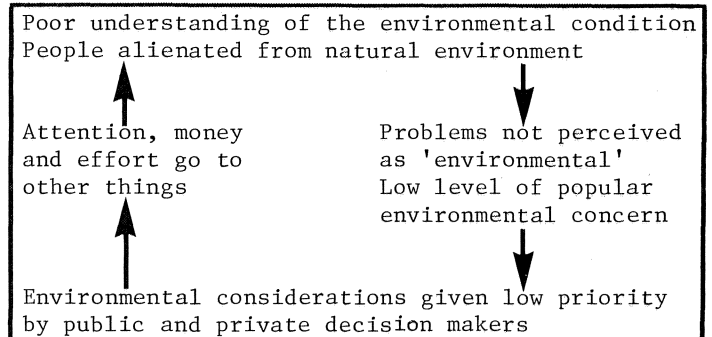 Poor understanding of the environmental condition
People alienated from natural environment
Attention, money
and effort go to
other things
Problems not perceived
as 'environmental'
Low level of popular
environmental concern
Environmental considerations given low priority
by public and private decision makers